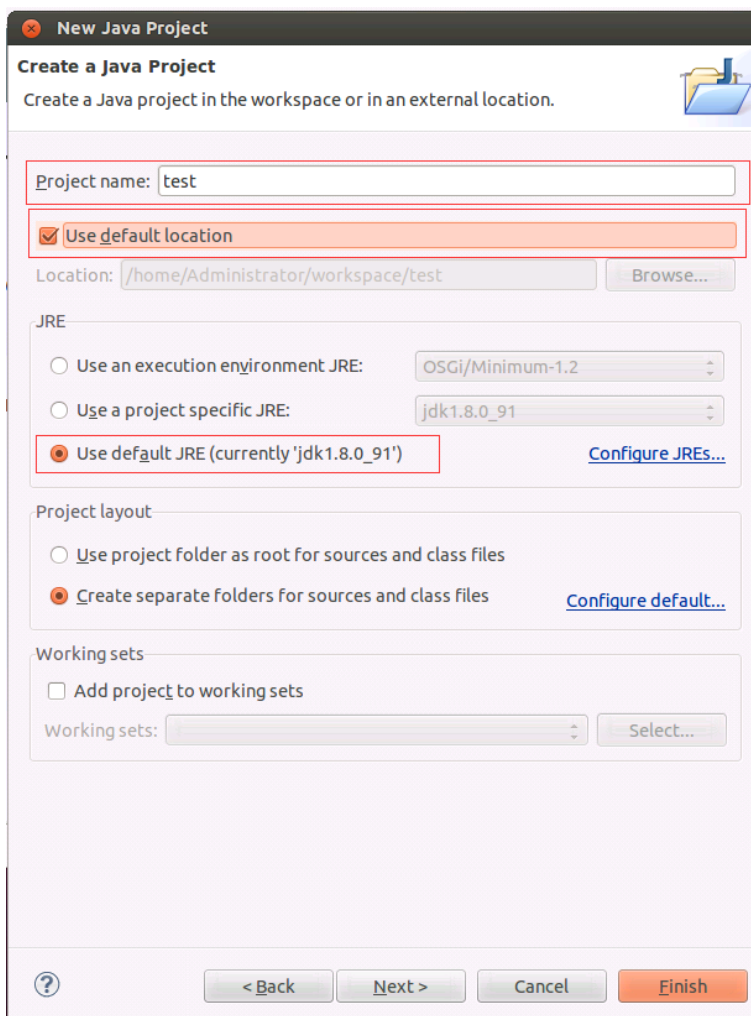 New Java Project
Create a Java Project
Create a Java project in the workspace or in an external location.
Project name: test
Use default location
Location: /home/Administrator/workspace/test Browse...
JRE
Use an execution environment JRE: OSGi/Minimum-1.2
Use a project specific JRE: jdk1.8.0_91
Use default JRE (currently 'jdk1.8.0_91') Configure JREs...
Project layout
Use project folder as root for sources and class files
Create separate folders for sources and class files Configure default...
Working sets
Add project to working sets
Working sets: Select...
? < Back Next > Cancel Finish